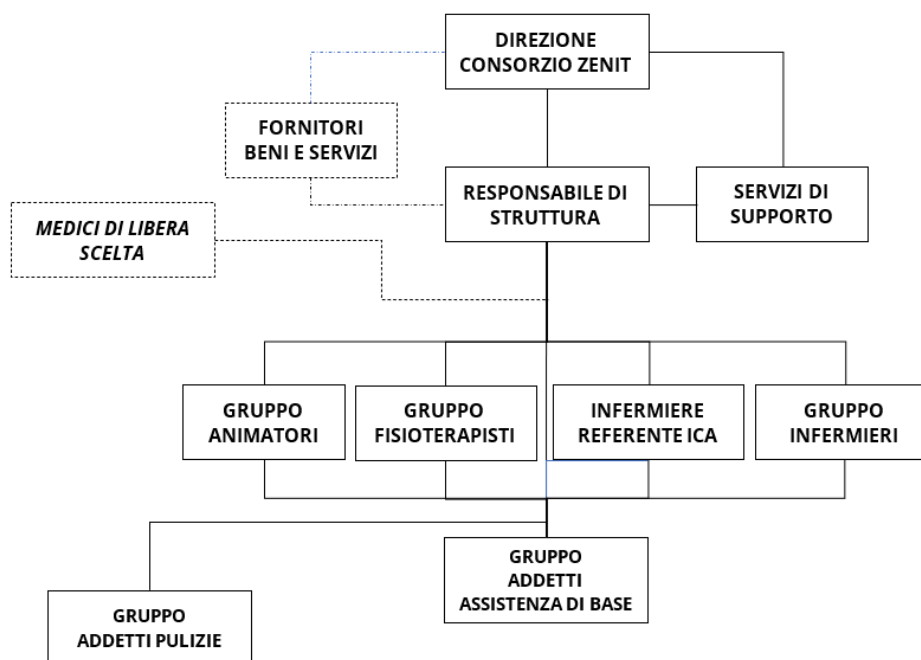 DIREZIONE
CONSORZIO ZENIT
FORNITORI
BENI E SERVIZI
RESPONSABILE DI
STRUTTURA
SERVIZI DI
SUPPORTO
MEDICI DI LIBERA
SCELTA
GRUPPO
ANIMATORI
GRUPPO
FISIOTERAPISTI
INFERMIERE
REFERENTE ICA
GRUPPO
INFERMIERI
GRUPPO
ADDETTI
ASSISTENZA DI BASE
GRUPPO
ADDETTI PULIZIE